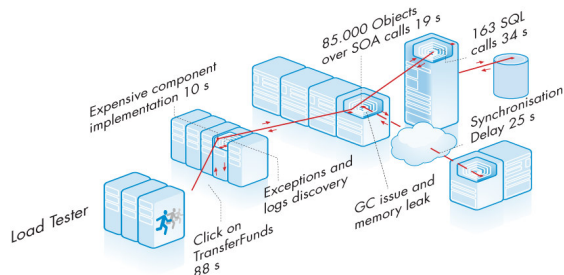 85.000 Objects
over SOA calls 19 s
163 SQL
calls 34 s
Expensive component
implementation 10 s
Synchronisation
Delay 25 s
Exceptions and
logs discovery
GC issue and
memory leak
Load Tester
Click on
TransferFunds
88 s